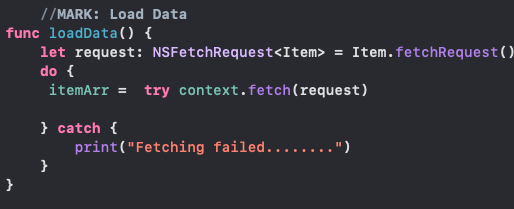 //MARK: Load Data
func loadData() {
let request: NSFetchRequest<Item> = Item.fetchRequest()
do {
itemArr =  try context.fetch(request)
} catch {
print("Fetching failed........")
}
}